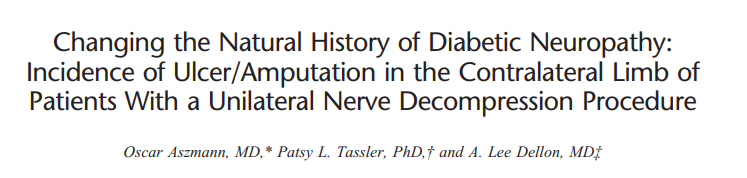 Changing the Natural History of Diabetic Neuropathy:
Incidence of Ulcer/Amputation in the Contralateral Limb of
Patients With a Unilateral Nerve Decompression Procedure
Oscar Aszmann, MD,* Patsy L. Tassler, PhD,† and A. Lee Dellon, MD‡